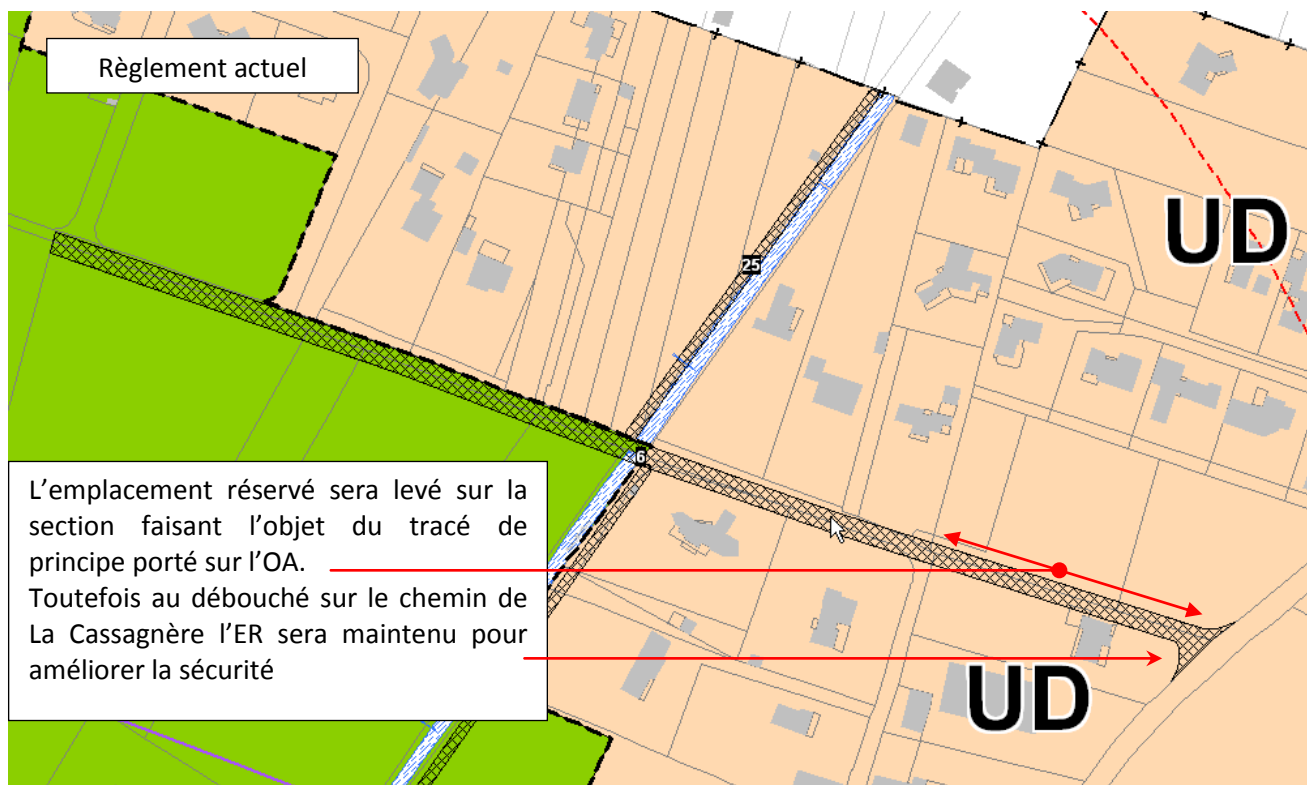 Règlement actuel
UD
25
6
L’emplacement réservé sera levé sur la
section faisant l’objet du tracé de
principe porté sur l’OA.
Toutefois au débouché sur le chemin de
La Cassagnère l’ER sera maintenu pour
améliorer la sécurité
UD